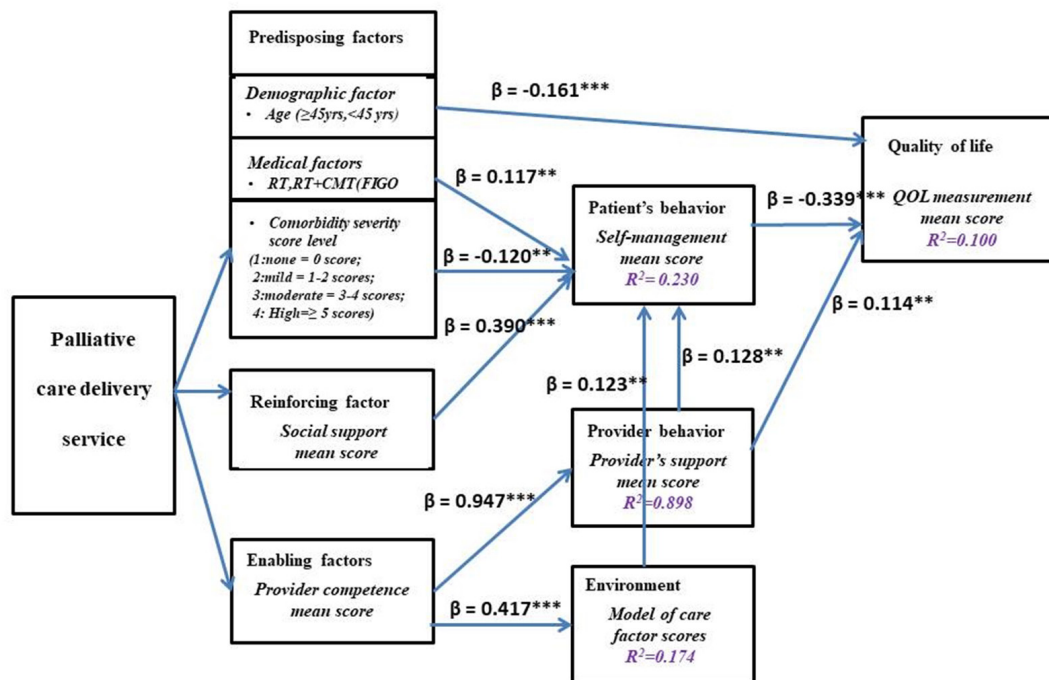 Predisposing factors
Demographic factor
• Age (≥45yrs,<45 yrs)
Medical factors
• RT,RT+CMT(FIGO
• Comorbidity severity
score level
(1:none = 0 score;
2:mild = 1-2 scores;
3:moderate = 3-4 scores;
4: High=≥ 5 scores)
Palliative
care delivery
service
Reinforcing factor
Social support
mean score
Enabling factors
Provider competence
mean score
β = -0.161***
β = 0.117**
β = -0.120**
β = 0.390***
β = 0.947***
β = 0.417***
Patient's behavior
Self-management
mean score
R²= 0.230
β = 0.123**
β = 0.128**
Provider behavior
Provider's support
mean score
R²=0.898
Environment
Model of care
factor scores
R²=0.174
β = -0.339***
β = 0.114**
Quality of life
QOL measurement
mean score
R²=0.100